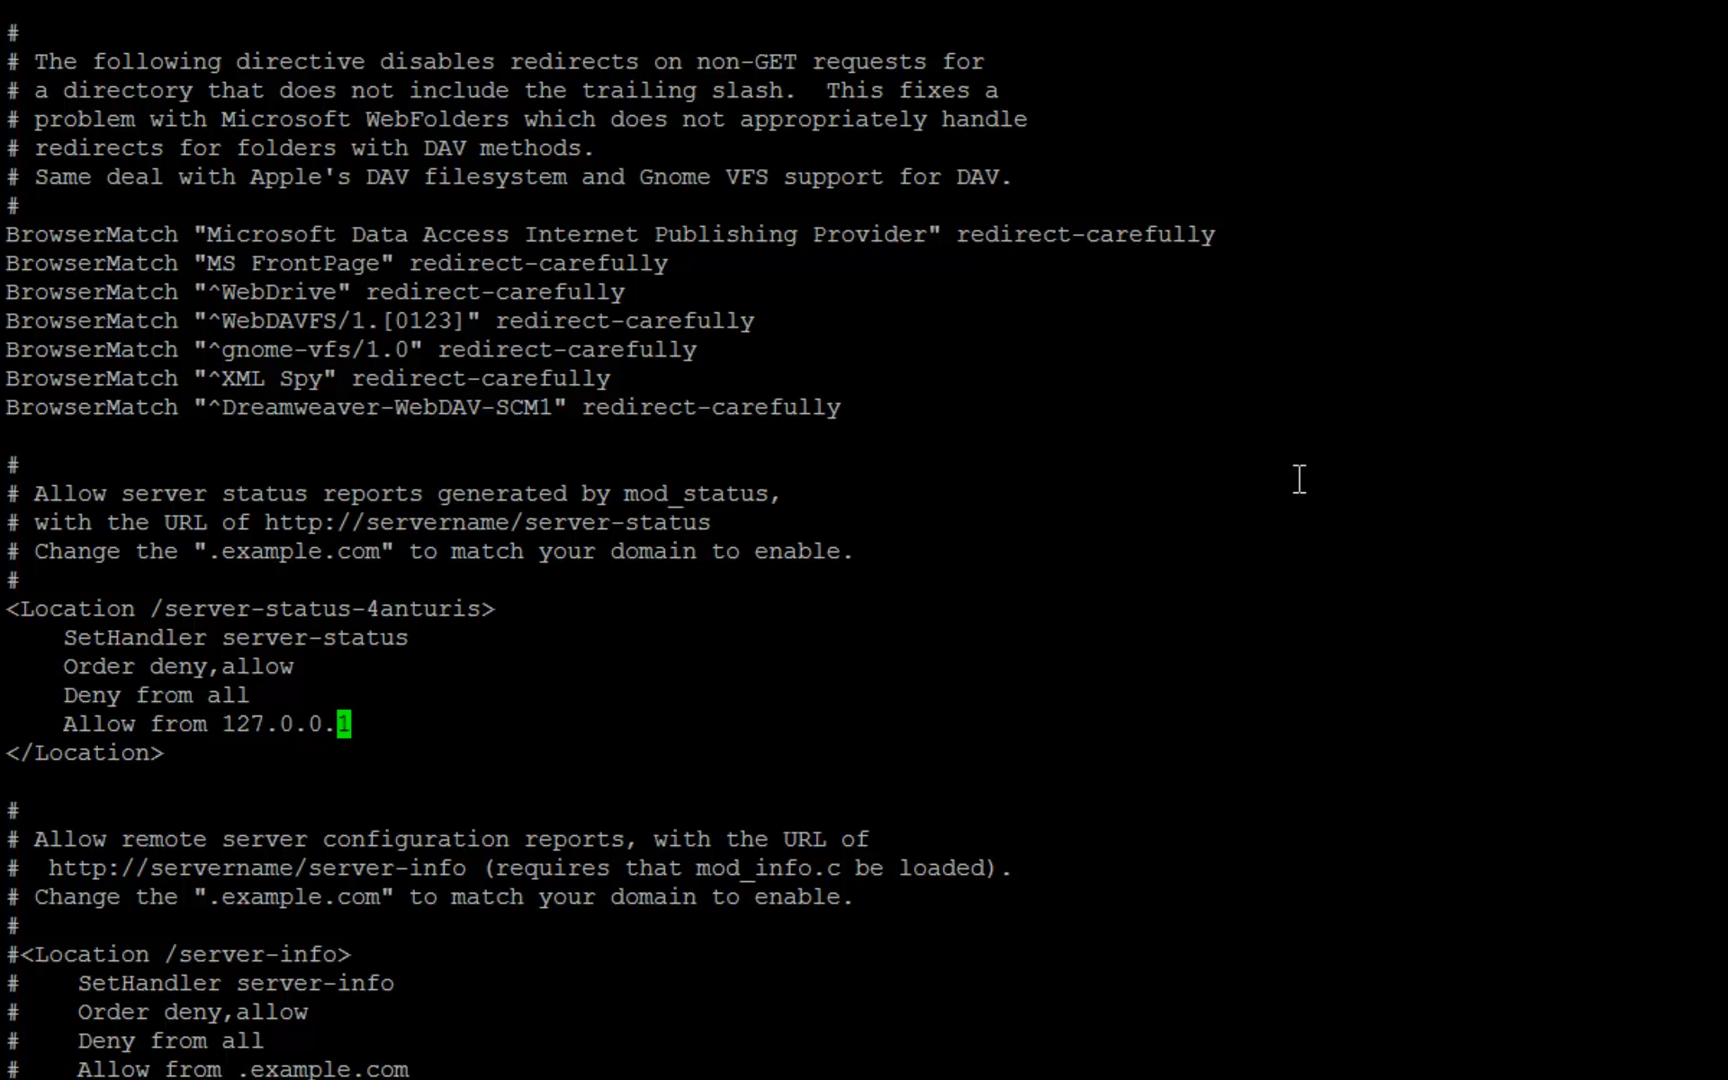 #
# The following directive disables redirects on non-GET requests for
# a directory that does not include the trailing slash.  This fixes a
# problem with Microsoft WebFolders which does not appropriately handle
# redirects for folders with DAV methods.
# Same deal with Apple's DAV filesystem and Gnome VFS support for DAV.
#
BrowserMatch "Microsoft Data Access Internet Publishing Provider" redirect-carefully
BrowserMatch "MS FrontPage" redirect-carefully
BrowserMatch "^WebDrive" redirect-carefully
BrowserMatch "^WebDAVFS/1.[0123]" redirect-carefully
BrowserMatch "^gnome-vfs/1.0" redirect-carefully
BrowserMatch "^XML Spy" redirect-carefully
BrowserMatch "^Dreamweaver-WebDAV-SCM1" redirect-carefully

#
# Allow server status reports generated by mod_status,
# with the URL of http://servername/server-status
# Change the ".example.com" to match your domain to enable.
#
<Location /server-status-4anturis>
    SetHandler server-status
    Order deny,allow
    Deny from all
    Allow from 127.0.0.1
</Location>

#
# Allow remote server configuration reports, with the URL of
#  http://servername/server-info (requires that mod_info.c be loaded).
# Change the ".example.com" to match your domain to enable.
#
#<Location /server-info>
#    SetHandler server-info
#    Order deny,allow
#    Deny from all
#    Allow from .example.com